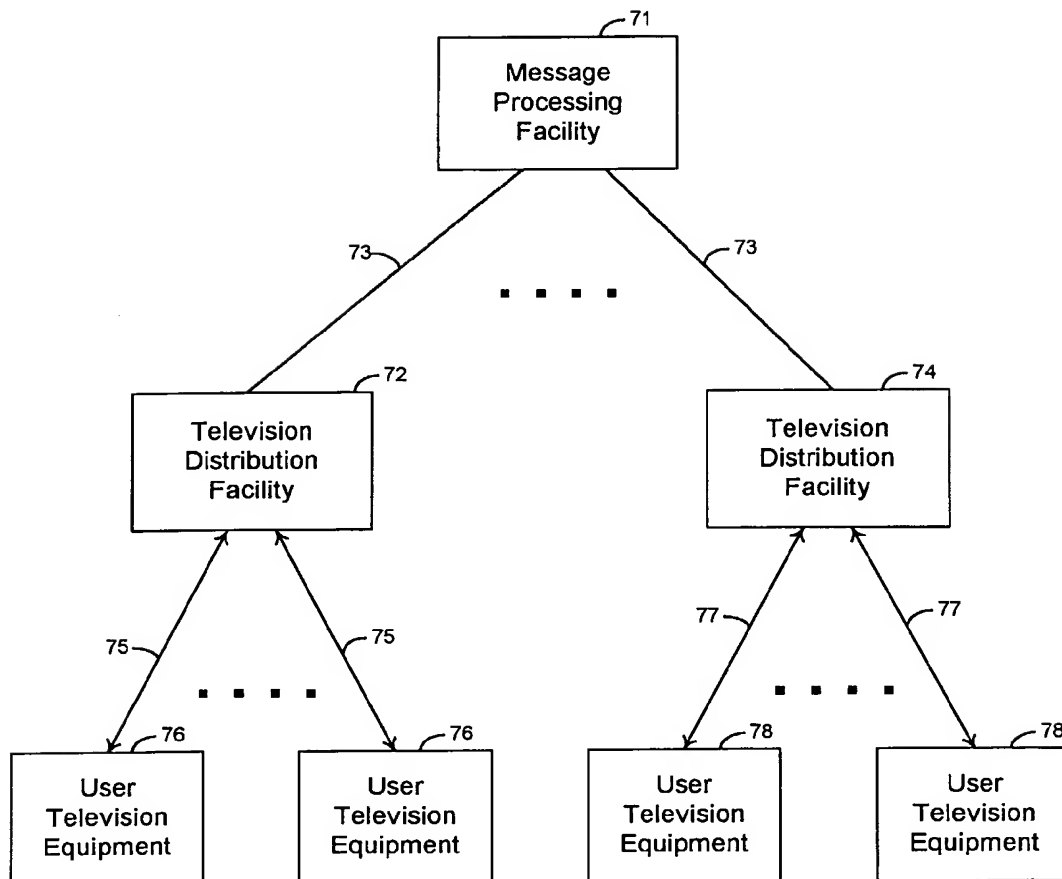 71
Message
Processing
Facility
73
73
72
Television
Distribution
Facility
74
Television
Distribution
Facility
75
75
77
77
76
User
Television
Equipment
76
User
Television
Equipment
78
User
Television
Equipment
78
User
Television
Equipment